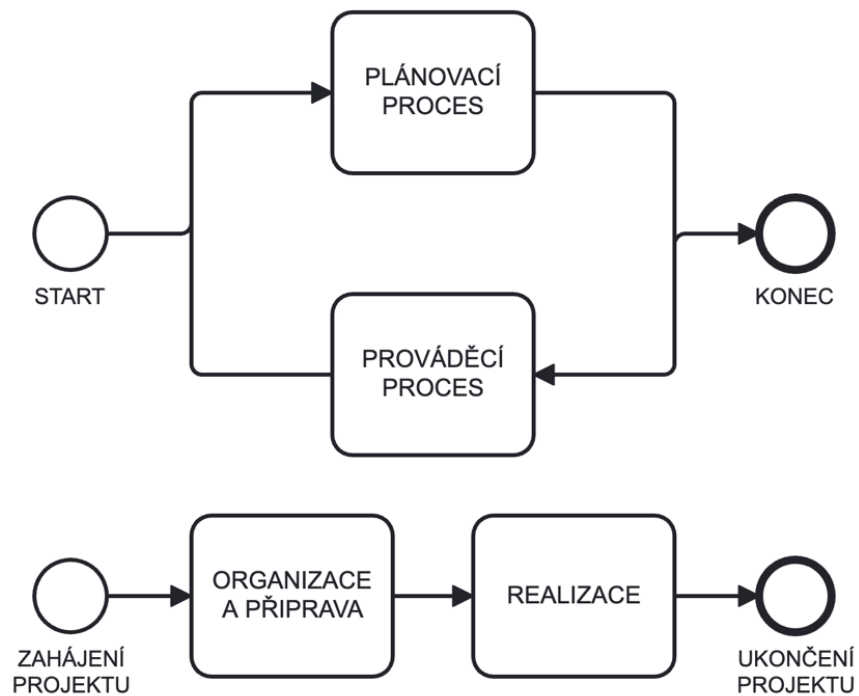 PLÁNOVACÍ
PROCES
START
KONEC
PROVÁDĚCÍ
PROCES
ORGANIZACE
A PŘIPRAVA
REALIZACE
ZAHÁJENÍ
PROJEKTU
UKONČENÍ
PROJEKTU